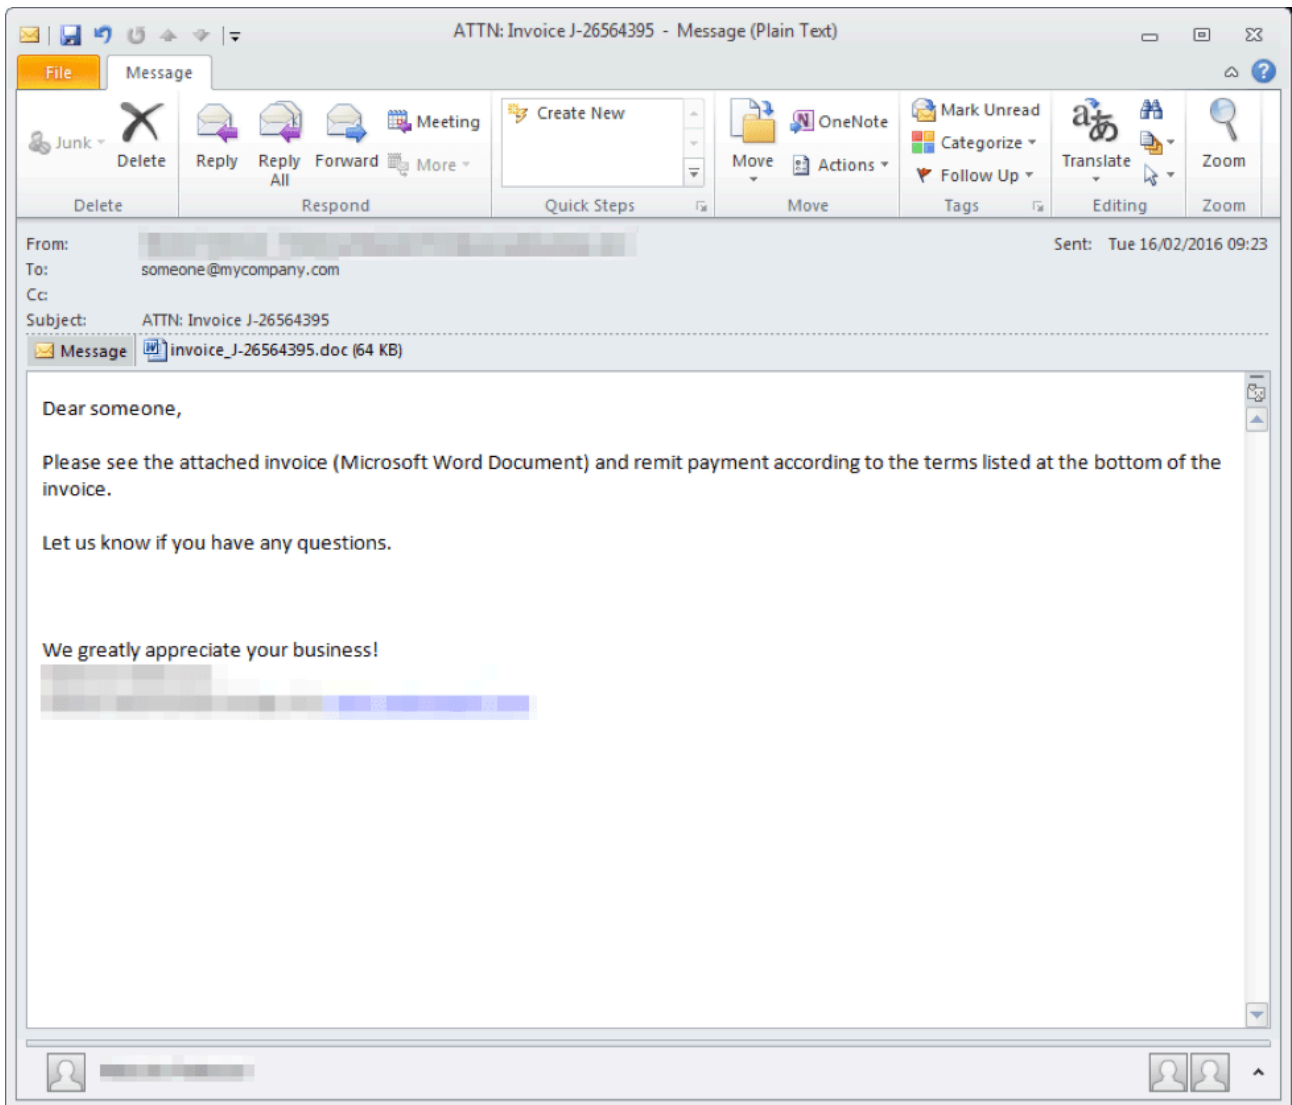 ATTN: Invoice J-26564395 - Message (Plain Text)
File Message
Junk
Delete
Reply
Reply All
Forward
Meeting
More
Create New
Move
OneNote
Actions
Mark Unread
Categorize
Follow Up
Translate
Zoom
Delete Respond Quick Steps Move Tags Editing Zoom
From: Sent: Tue 16/02/2016 09:23
To: someone@mycompany.com
Cc:
Subject: ATTN: Invoice J-26564395
Message invoice_J-26564395.doc (64 KB)
Dear someone,
Please see the attached invoice (Microsoft Word Document) and remit payment according to the terms listed at the bottom of the
invoice.
Let us know if you have any questions.
We greatly appreciate your business!